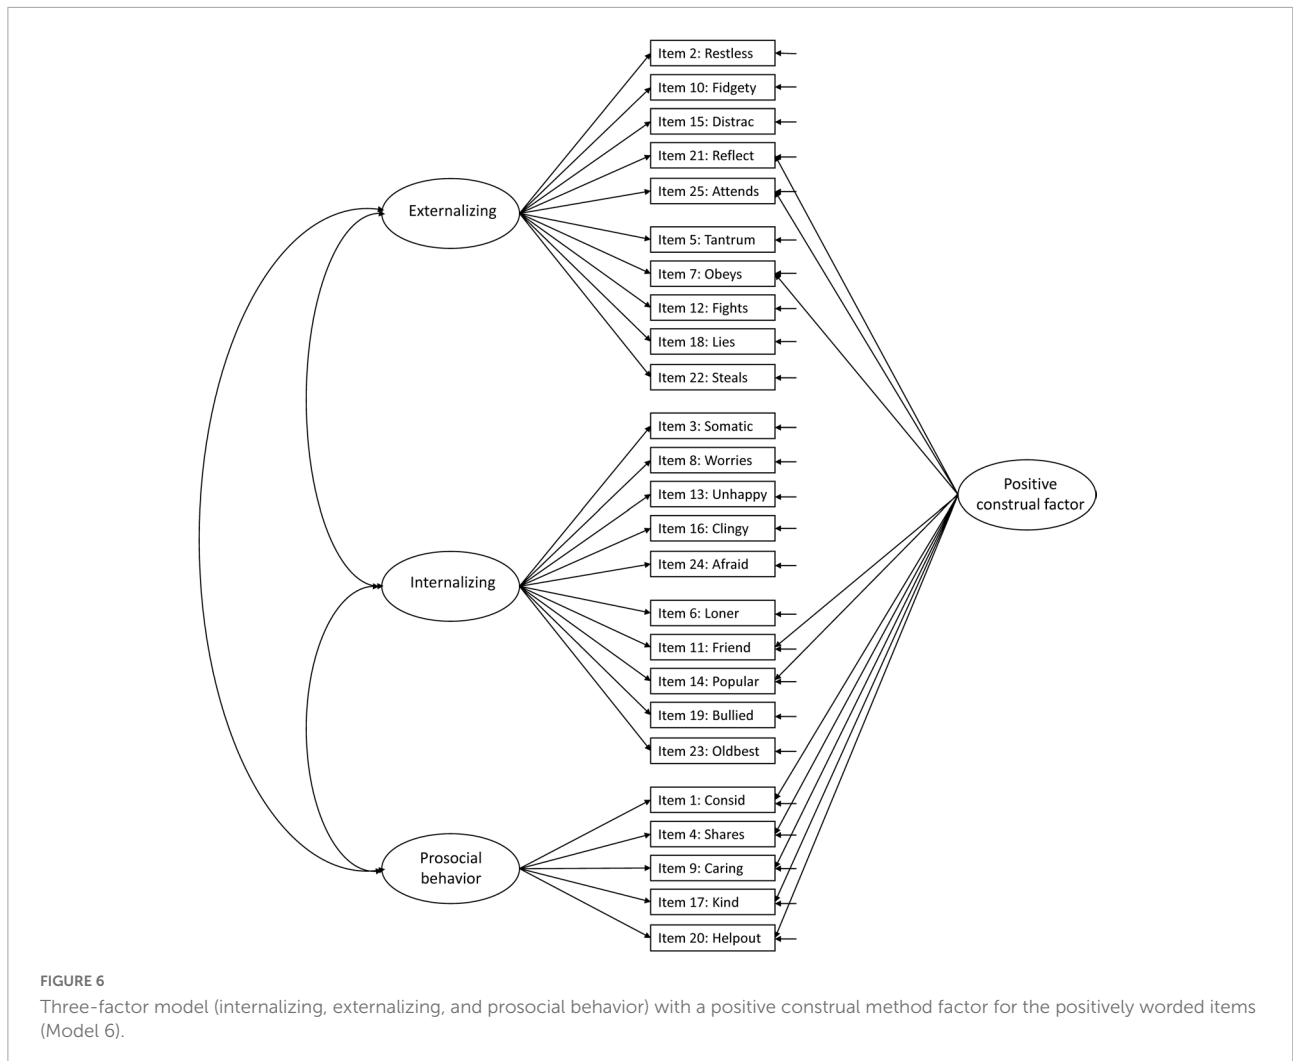 Item 2: Restless
Item 10: Fidgety
Item 15: Distrac
Item 21: Reflect
Item 25: Attends
Item 5: Tantrum
Item 7: Obeys
Item 12: Fights
Item 18: Lies
Item 22: Steals
Externalizing
Item 3: Somatic
Item 8: Worries
Item 13: Unhappy
Item 16: Clingy
Item 24: Afraid
Item 6: Loner
Item 11: Friend
Item 14: Popular
Item 19: Bullied
Item 23: Oldbest
Internalizing
Positive
construal factor
Item 1: Consid
Item 4: Shares
Item 9: Caring
Item 17: Kind
Item 20: Helpout
Prosocial
behavior
FIGURE 6
Three-factor model (internalizing, externalizing, and prosocial behavior) with a positive construal method factor for the positively worded items
(Model 6).